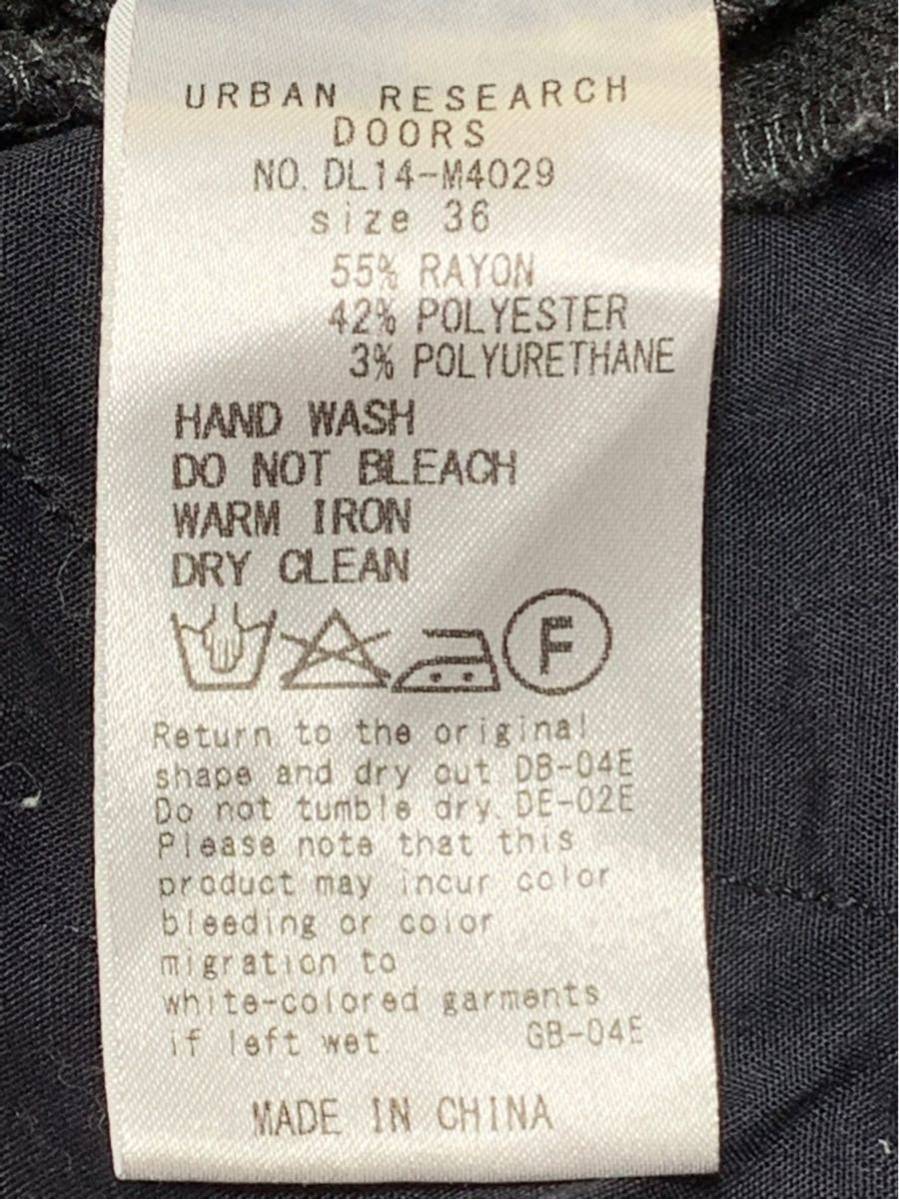 URBAN RESEARCH
DOORS
NO. DL14-M4029
size 36
55% RAYON
42% POLYESTER
3% POLYURETHANE
HAND WASH
DO NOT BLEACH
WARM IRON
DRY CLEAN
F
Return to the original
shape and dry out DB-04E
Do not tumble dry. DE-02E
Please note that this
product may incur color
bleeding or color
migration to
white-colored garments
if left wet GB-04E
MADE IN CHINA